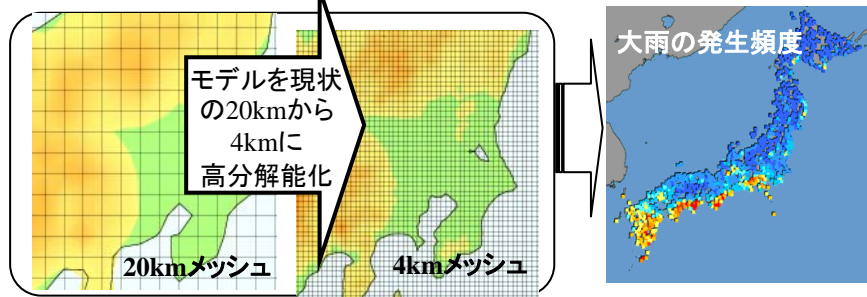 モデルを現状
の20kmから
4kmに
高分解能化
20kmメッシュ
4kmメッシュ
大雨の発生頻度